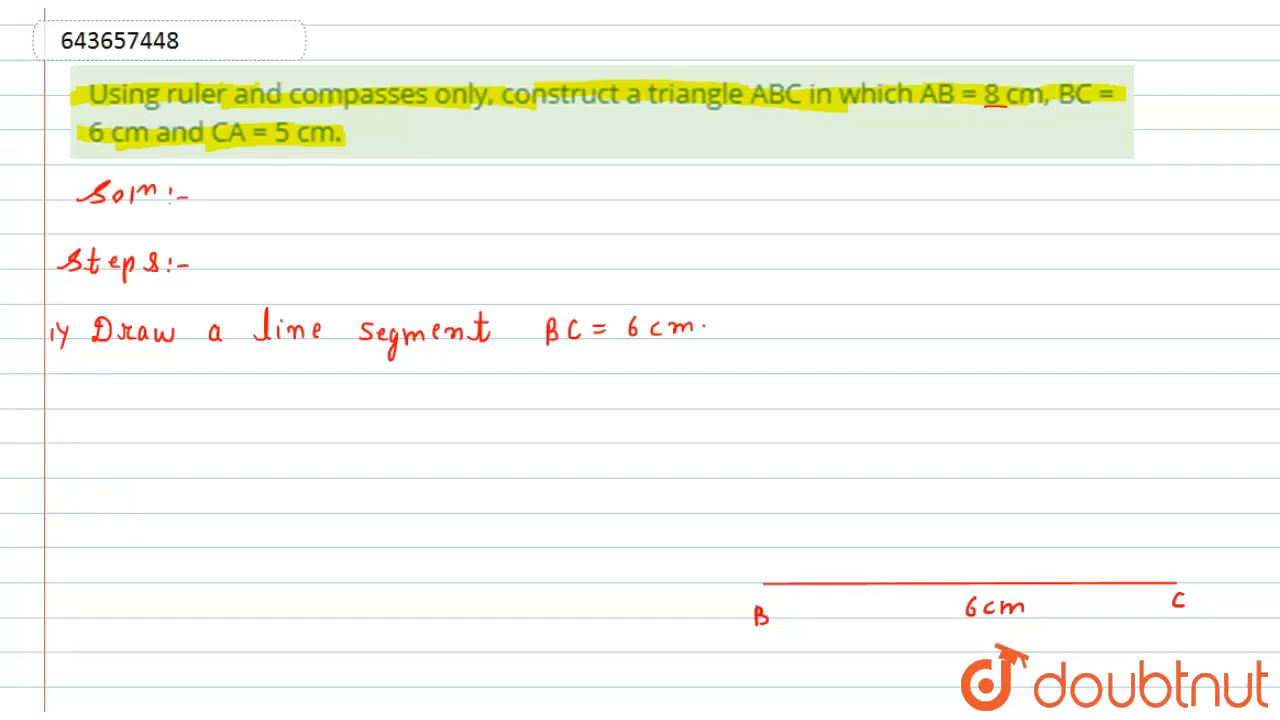 643657448
Using ruler and compasses only, construct a triangle ABC in which AB = 8 cm, BC =
6 cm and CA = 5 cm.
Soln:-
Steps:-
1) Draw a line segment BC = 6 cm.
B 6cm C
doubtnut